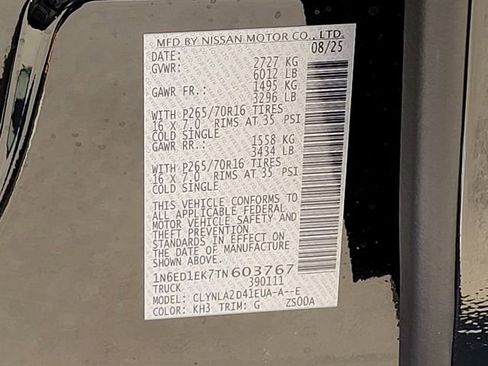 MFD BY NISSAN MOTOR CO., LTD.
DATE: 08/25
GVWR: 2727 KG
6012 LB
GAWR FR.: 1495 KG
3296 LB
WITH P265/70R16 TIRES
16 X 7.0 RIMS AT 35 PSI
COLD SINGLE
GAWR RR.: 1558 KG
3434 LB
WITH P265/70R16 TIRES
16 X 7.0 RIMS AT 35 PSI
COLD SINGLE
THIS VEHICLE CONFORMS TO
ALL APPLICABLE FEDERAL
MOTOR VEHICLE SAFETY AND
THEFT PREVENTION
STANDARDS IN EFFECT ON
THE DATE OF MANUFACTURE
SHOWN ABOVE.
1N6ED1EK7TN603767
TRUCK 390111
MODEL: CLYNLA2D41EUA-A--E
COLOR: KH3 TRIM: G ZS00A